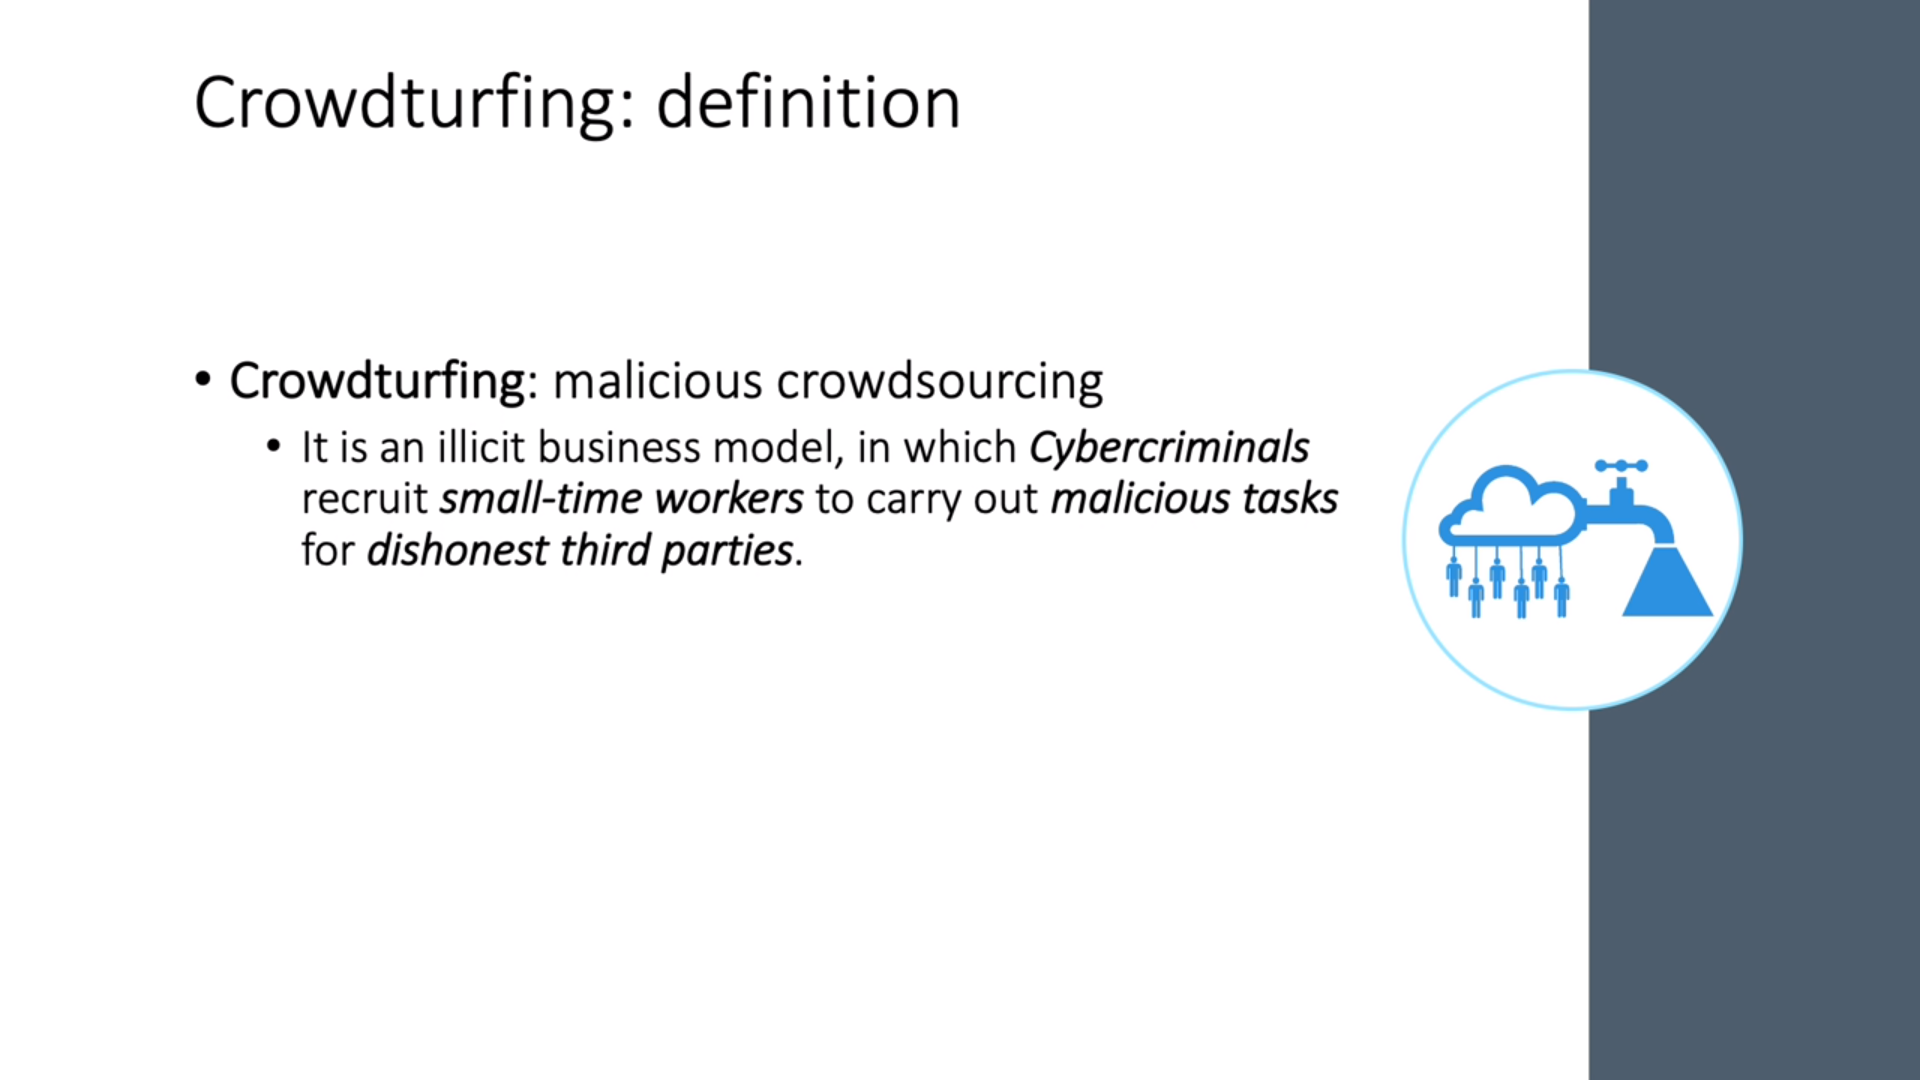 Crowdturfing: definition
• Crowdturfing: malicious crowdsourcing
• It is an illicit business model, in which Cybercriminals
recruit small-time workers to carry out malicious tasks
for dishonest third parties.